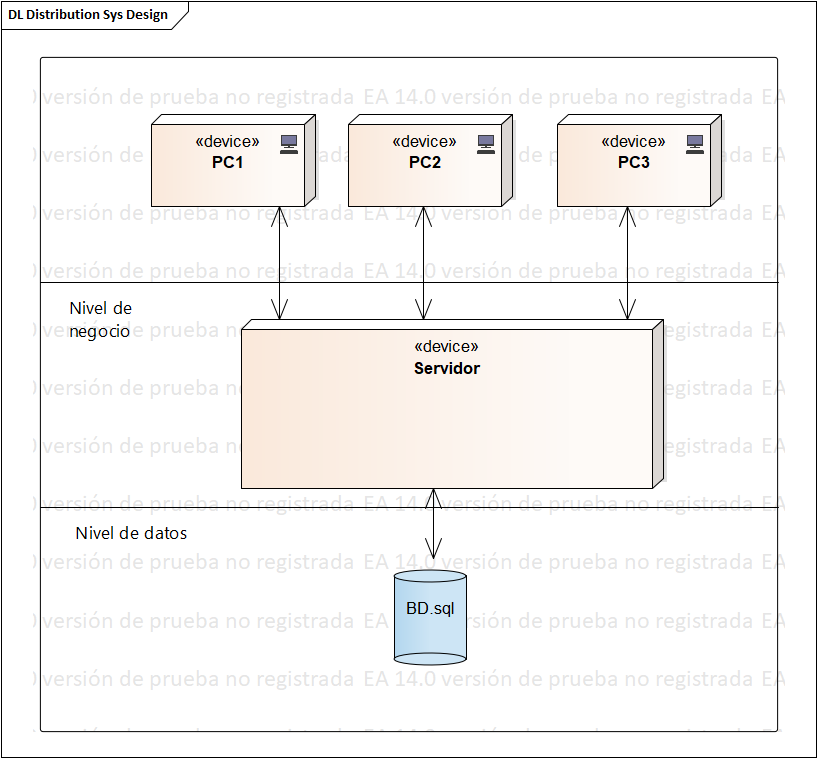 DL Distribution Sys Design
) versión de prueba no registrada EA 14.0 versión de prueba no registrada EA
«device»
PC1
«device»
PC2
«device»
PC3
Nivel de
negocio
«device»
Servidor
Nivel de datos
BD.sql